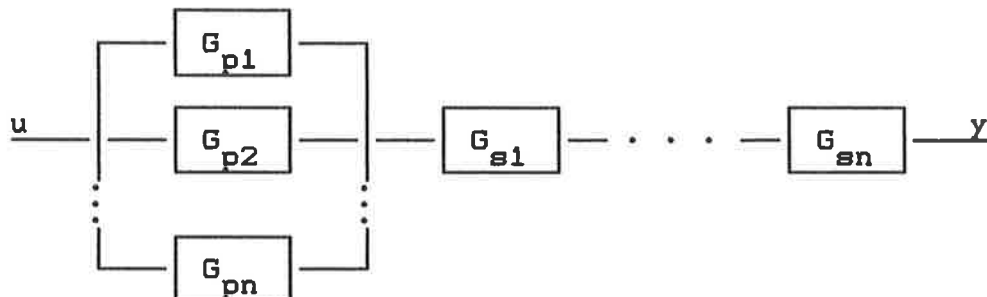 G_p1
u
G_p2
G_s1
. . . .
G_sn
y
G_pn